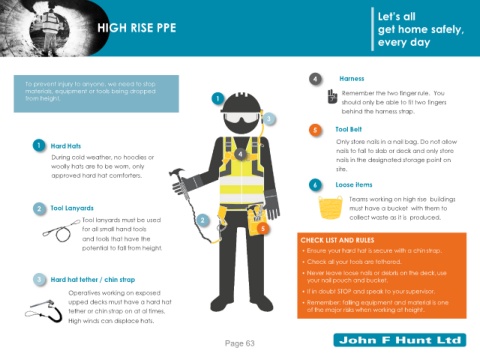 HIGH RISE PPE
Let's all
get home safely,
every day
To prevent injury to anyone, we need to stop
materials, equipment or tools being dropped
from height.
1
3
4
2
5
1 Hard Hats
During cold weather, no hoodies or
woolly hats are to be worn, only
approved hard hat comforters.
2 Tool Lanyards
Tool lanyards must be used
for all small hand tools
and tools that have the
potential to fall from height.
3 Hard hat tether / chin strap
Operatives working on exposed
upped decks must have a hard hat
tether or chin strap on at al times.
High winds can displace hats.
4 Harness
Remember the two finger rule. You
should only be able to fit two fingers
behind the harness strap.
5 Tool Belt
Only store nails in a nail bag. Do not allow
nails to fall to slab or deck and only store
nails in the designated storage point on
site.
6 Loose Items
Teams working on high rise buildings
must have a bucket with them to
collect waste as it is produced.
CHECK LIST AND RULES
• Ensure your hard hat is secure with a chin strap.
• Check all your tools are tethered.
• Never leave loose nails or debris on the deck, use
your nail pouch and bucket.
• If in doubt STOP and speak to your supervisor.
• Remember: falling equipment and material is one
of the major risks when working at height.
Page 63
John F Hunt Ltd